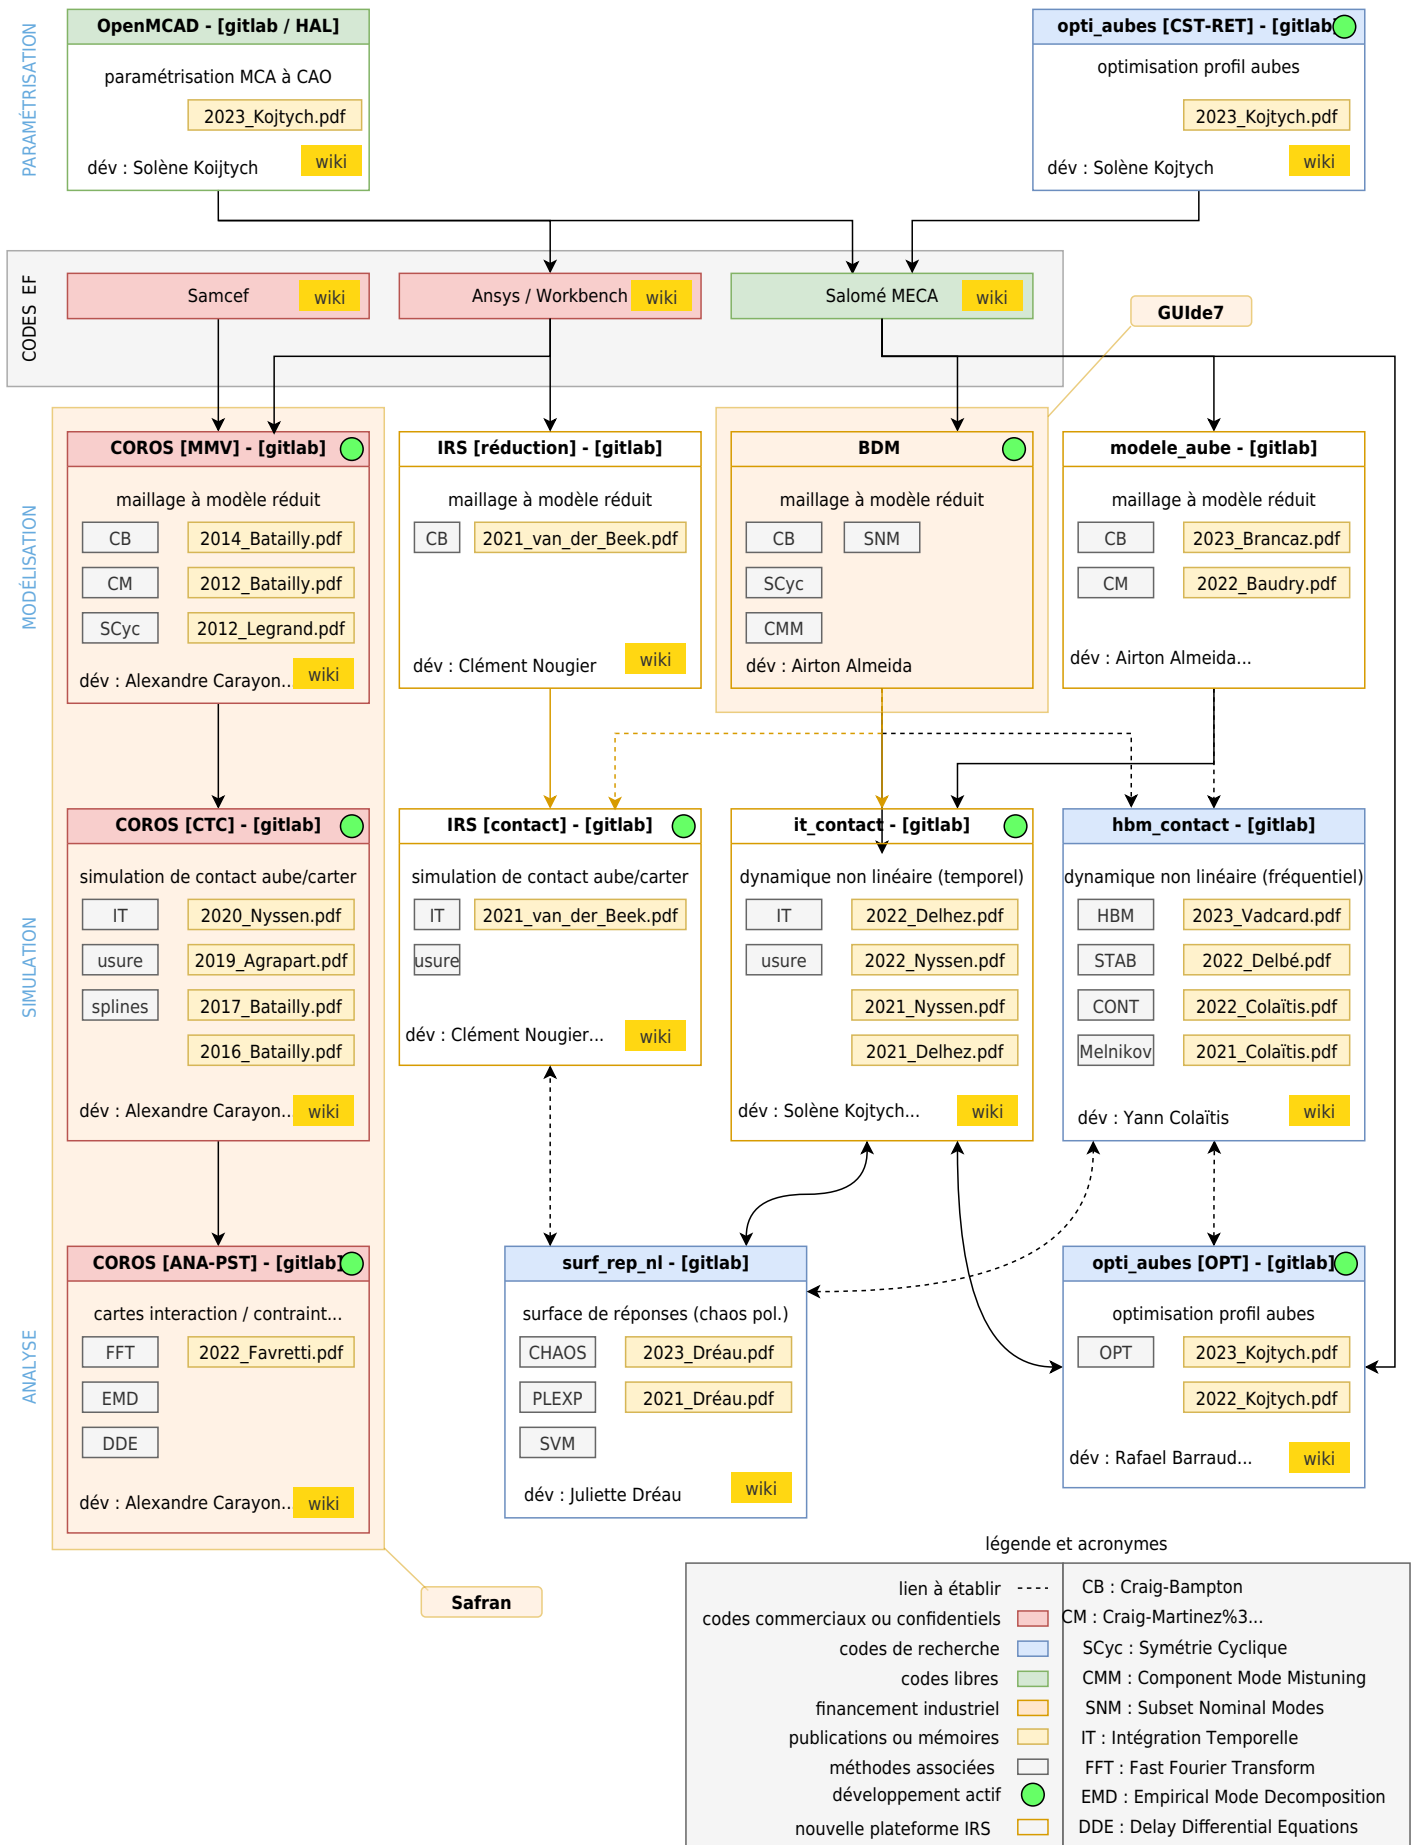 PARAMÉTRISATION
OpenMCAD - [gitlab / HAL]
paramétrisation MCA à CAO
2023_Kojtych.pdf
wiki
dév : Solène Koijtych
opti_aubes [CST-RET] - [gitlab]
optimisation profil aubes
2023_Kojtych.pdf
wiki
dév : Solène Kojtych
CODES EF
Samcef
wiki
Ansys / Workbench
wiki
Salomé MECA
wiki
GUIde7
MODÉLISATION
COROS [MMV] - [gitlab]
maillage à modèle réduit
CB
2014_Batailly.pdf
CM
2012_Batailly.pdf
SCyc
2012_Legrand.pdf
dév : Alexandre Carayon...
wiki
IRS [réduction] - [gitlab]
maillage à modèle réduit
CB
2021_van_der_Beek.pdf
dév : Clément Nougier
wiki
BDM
maillage à modèle réduit
CB
SNM
SCyc
CMM
dév : Airton Almeida
modele_aube - [gitlab]
maillage à modèle réduit
CB
2023_Brancaz.pdf
CM
2022_Baudry.pdf
dév : Airton Almeida...
SIMULATION
COROS [CTC] - [gitlab]
simulation de contact aube/carter
IT
2020_Nyssen.pdf
usure
2019_Agrapart.pdf
splines
2017_Batailly.pdf
2016_Batailly.pdf
dév : Alexandre Carayon...
wiki
IRS [contact] - [gitlab]
simulation de contact aube/carter
IT
2021_van_der_Beek.pdf
usure
dév : Clément Nougier...
wiki
it_contact - [gitlab]
dynamique non linéaire (temporel)
IT
2022_Delhez.pdf
usure
2022_Nyssen.pdf
2021_Nyssen.pdf
2021_Delhez.pdf
dév : Solène Kojtych...
wiki
hbm_contact - [gitlab]
dynamique non linéaire (fréquentiel)
HBM
2023_Vadcard.pdf
STAB
2022_Delbé.pdf
CONT
2022_Colaïtis.pdf
Melnikov
2021_Colaïtis.pdf
dév : Yann Colaïtis
wiki
ANALYSE
COROS [ANA-PST] - [gitlab]
cartes interaction / contraint...
FFT
2022_Favretti.pdf
EMD
DDE
dév : Alexandre Carayon...
wiki
surf_rep_nl - [gitlab]
surface de réponses (chaos pol.)
CHAOS
2023_Dréau.pdf
PLEXP
2021_Dréau.pdf
SVM
dév : Juliette Dréau
wiki
opti_aubes [OPT] - [gitlab]
optimisation profil aubes
OPT
2023_Kojtych.pdf
2022_Kojtych.pdf
dév : Rafael Barraud...
wiki
Safran
légende et acronymes
lien à établir
codes commerciaux ou confidentiels
codes de recherche
codes libres
financement industriel
publications ou mémoires
méthodes associées
développement actif
nouvelle plateforme IRS
CB : Craig-Bampton
CM : Craig-Martinez%3...
SCyc : Symétrie Cyclique
CMM : Component Mode Mistuning
SNM : Subset Nominal Modes
IT : Intégration Temporelle
FFT : Fast Fourier Transform
EMD : Empirical Mode Decomposition
DDE : Delay Differential Equations